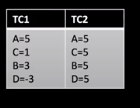 TC1 TC2
A=5 A=5
C=1 C=5
B=3 B=5
D=-3 D=5